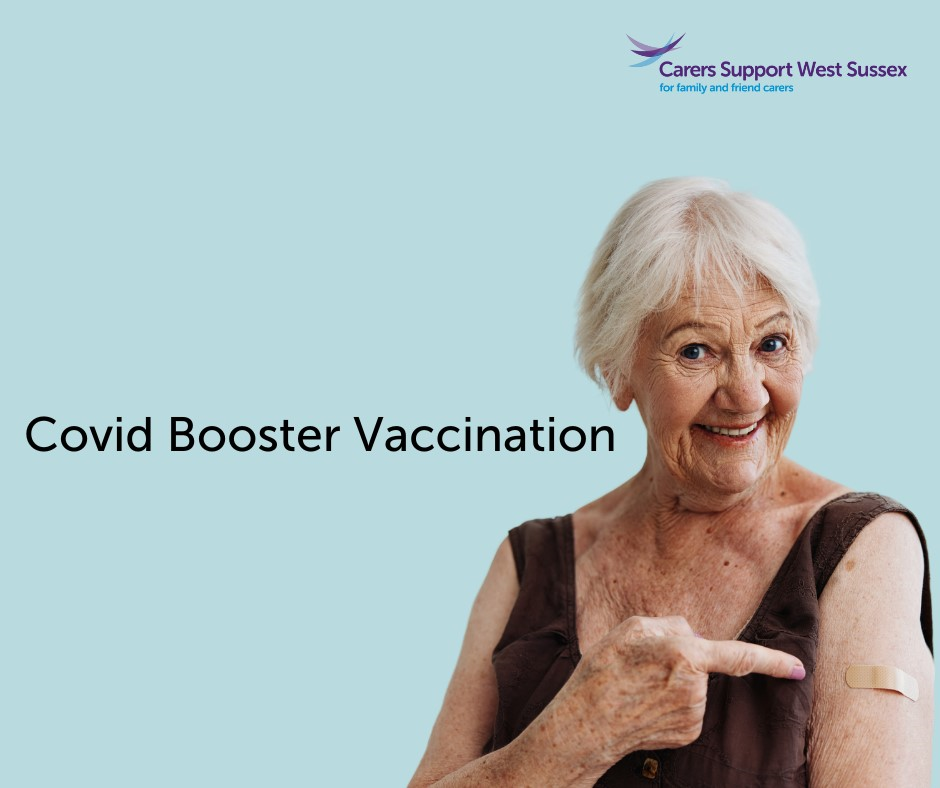 Carers Support West Sussex
for family and friend carers
Covid Booster Vaccination